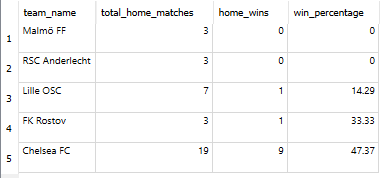 team_name total_home_matches home_wins win_percentage
1 Malmö FF 3 0 0
2 RSC Anderlecht 3 0 0
3 Lille OSC 7 1 14.29
4 FK Rostov 3 1 33.33
5 Chelsea FC 19 9 47.37